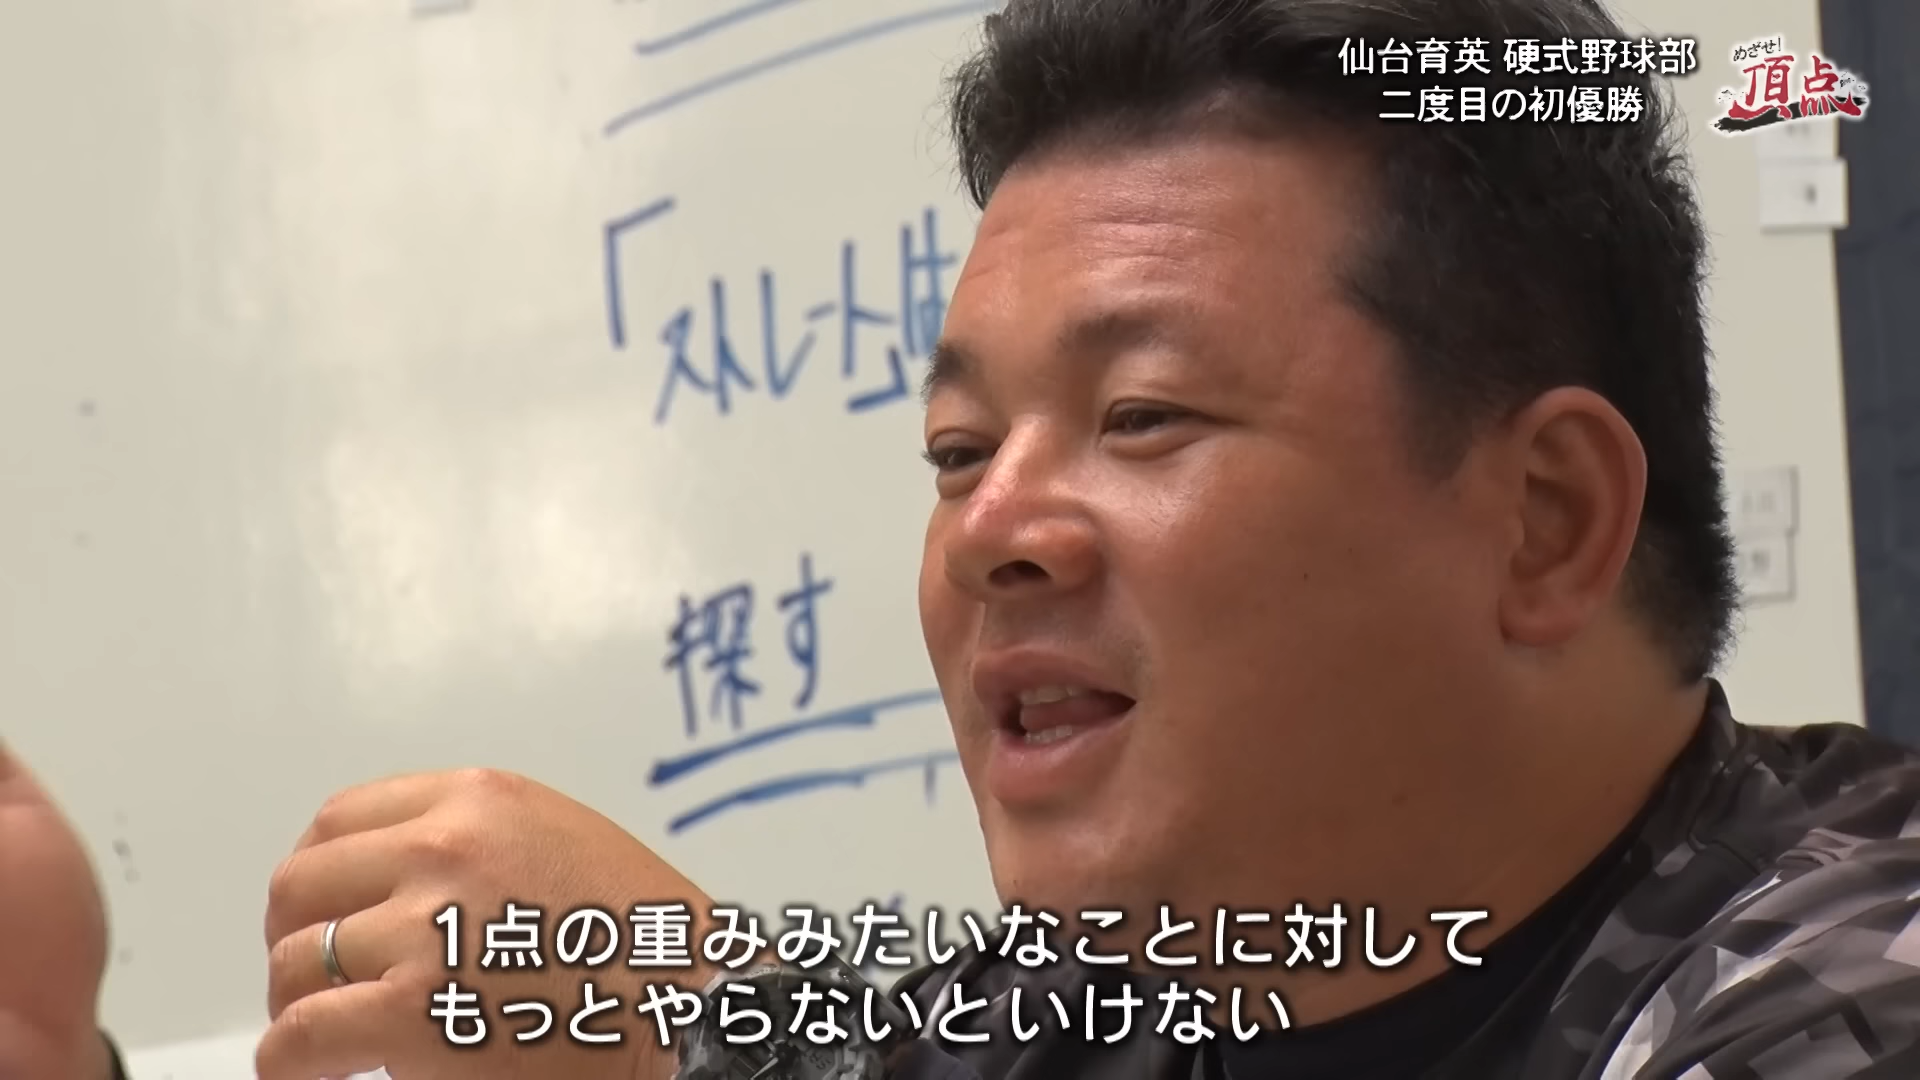 仙台育英 硬式野球部
二度目の初優勝
めざせ!
頂点
「ストレート」
探す
1点の重みみたいなことに対して
もっとやらないといけない